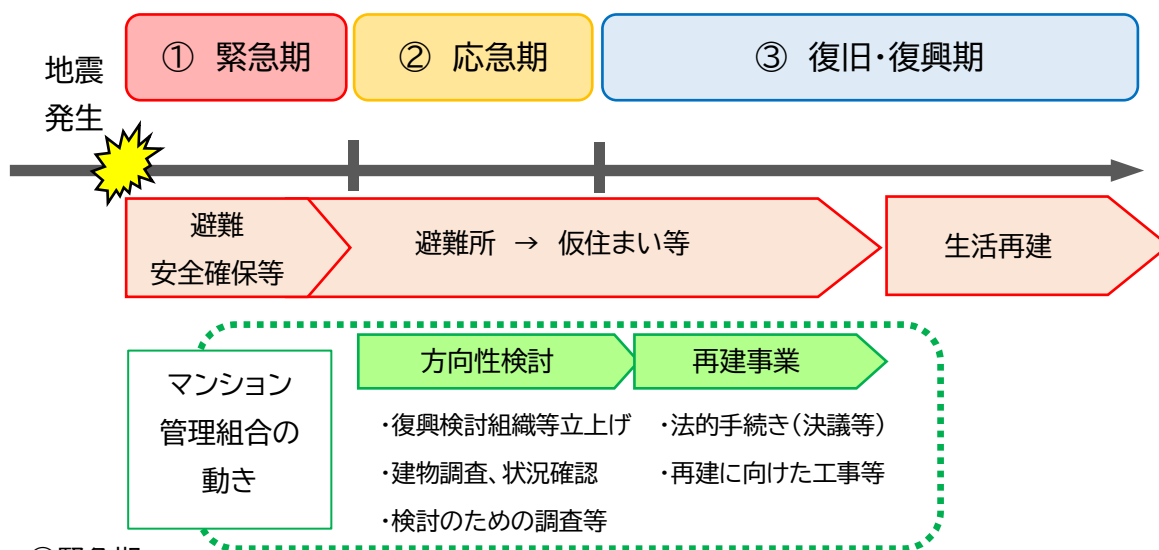 地震
発生
① 緊急期
② 応急期
③ 復旧・復興期
避難
安全確保等
避難所 → 仮住まい等
生活再建
マンション
管理組合の
動き
方向性検討
・復興検討組織等立上げ
・建物調査、状況確認
・検討のための調査等
再建事業
・法的手続き(決議等)
・再建に向けた工事等